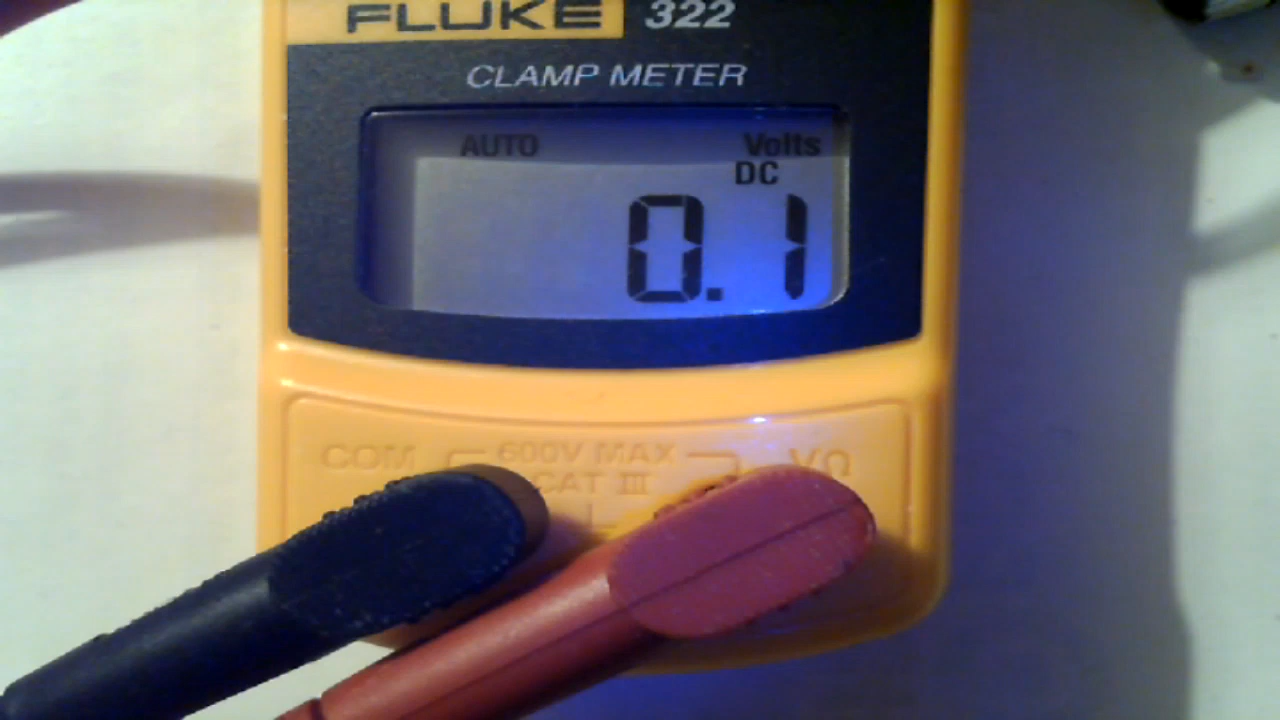 FLUKE 322
CLAMP METER
AUTO Volts
DC
0.1
COM 600V MAX VΩ
CAT III